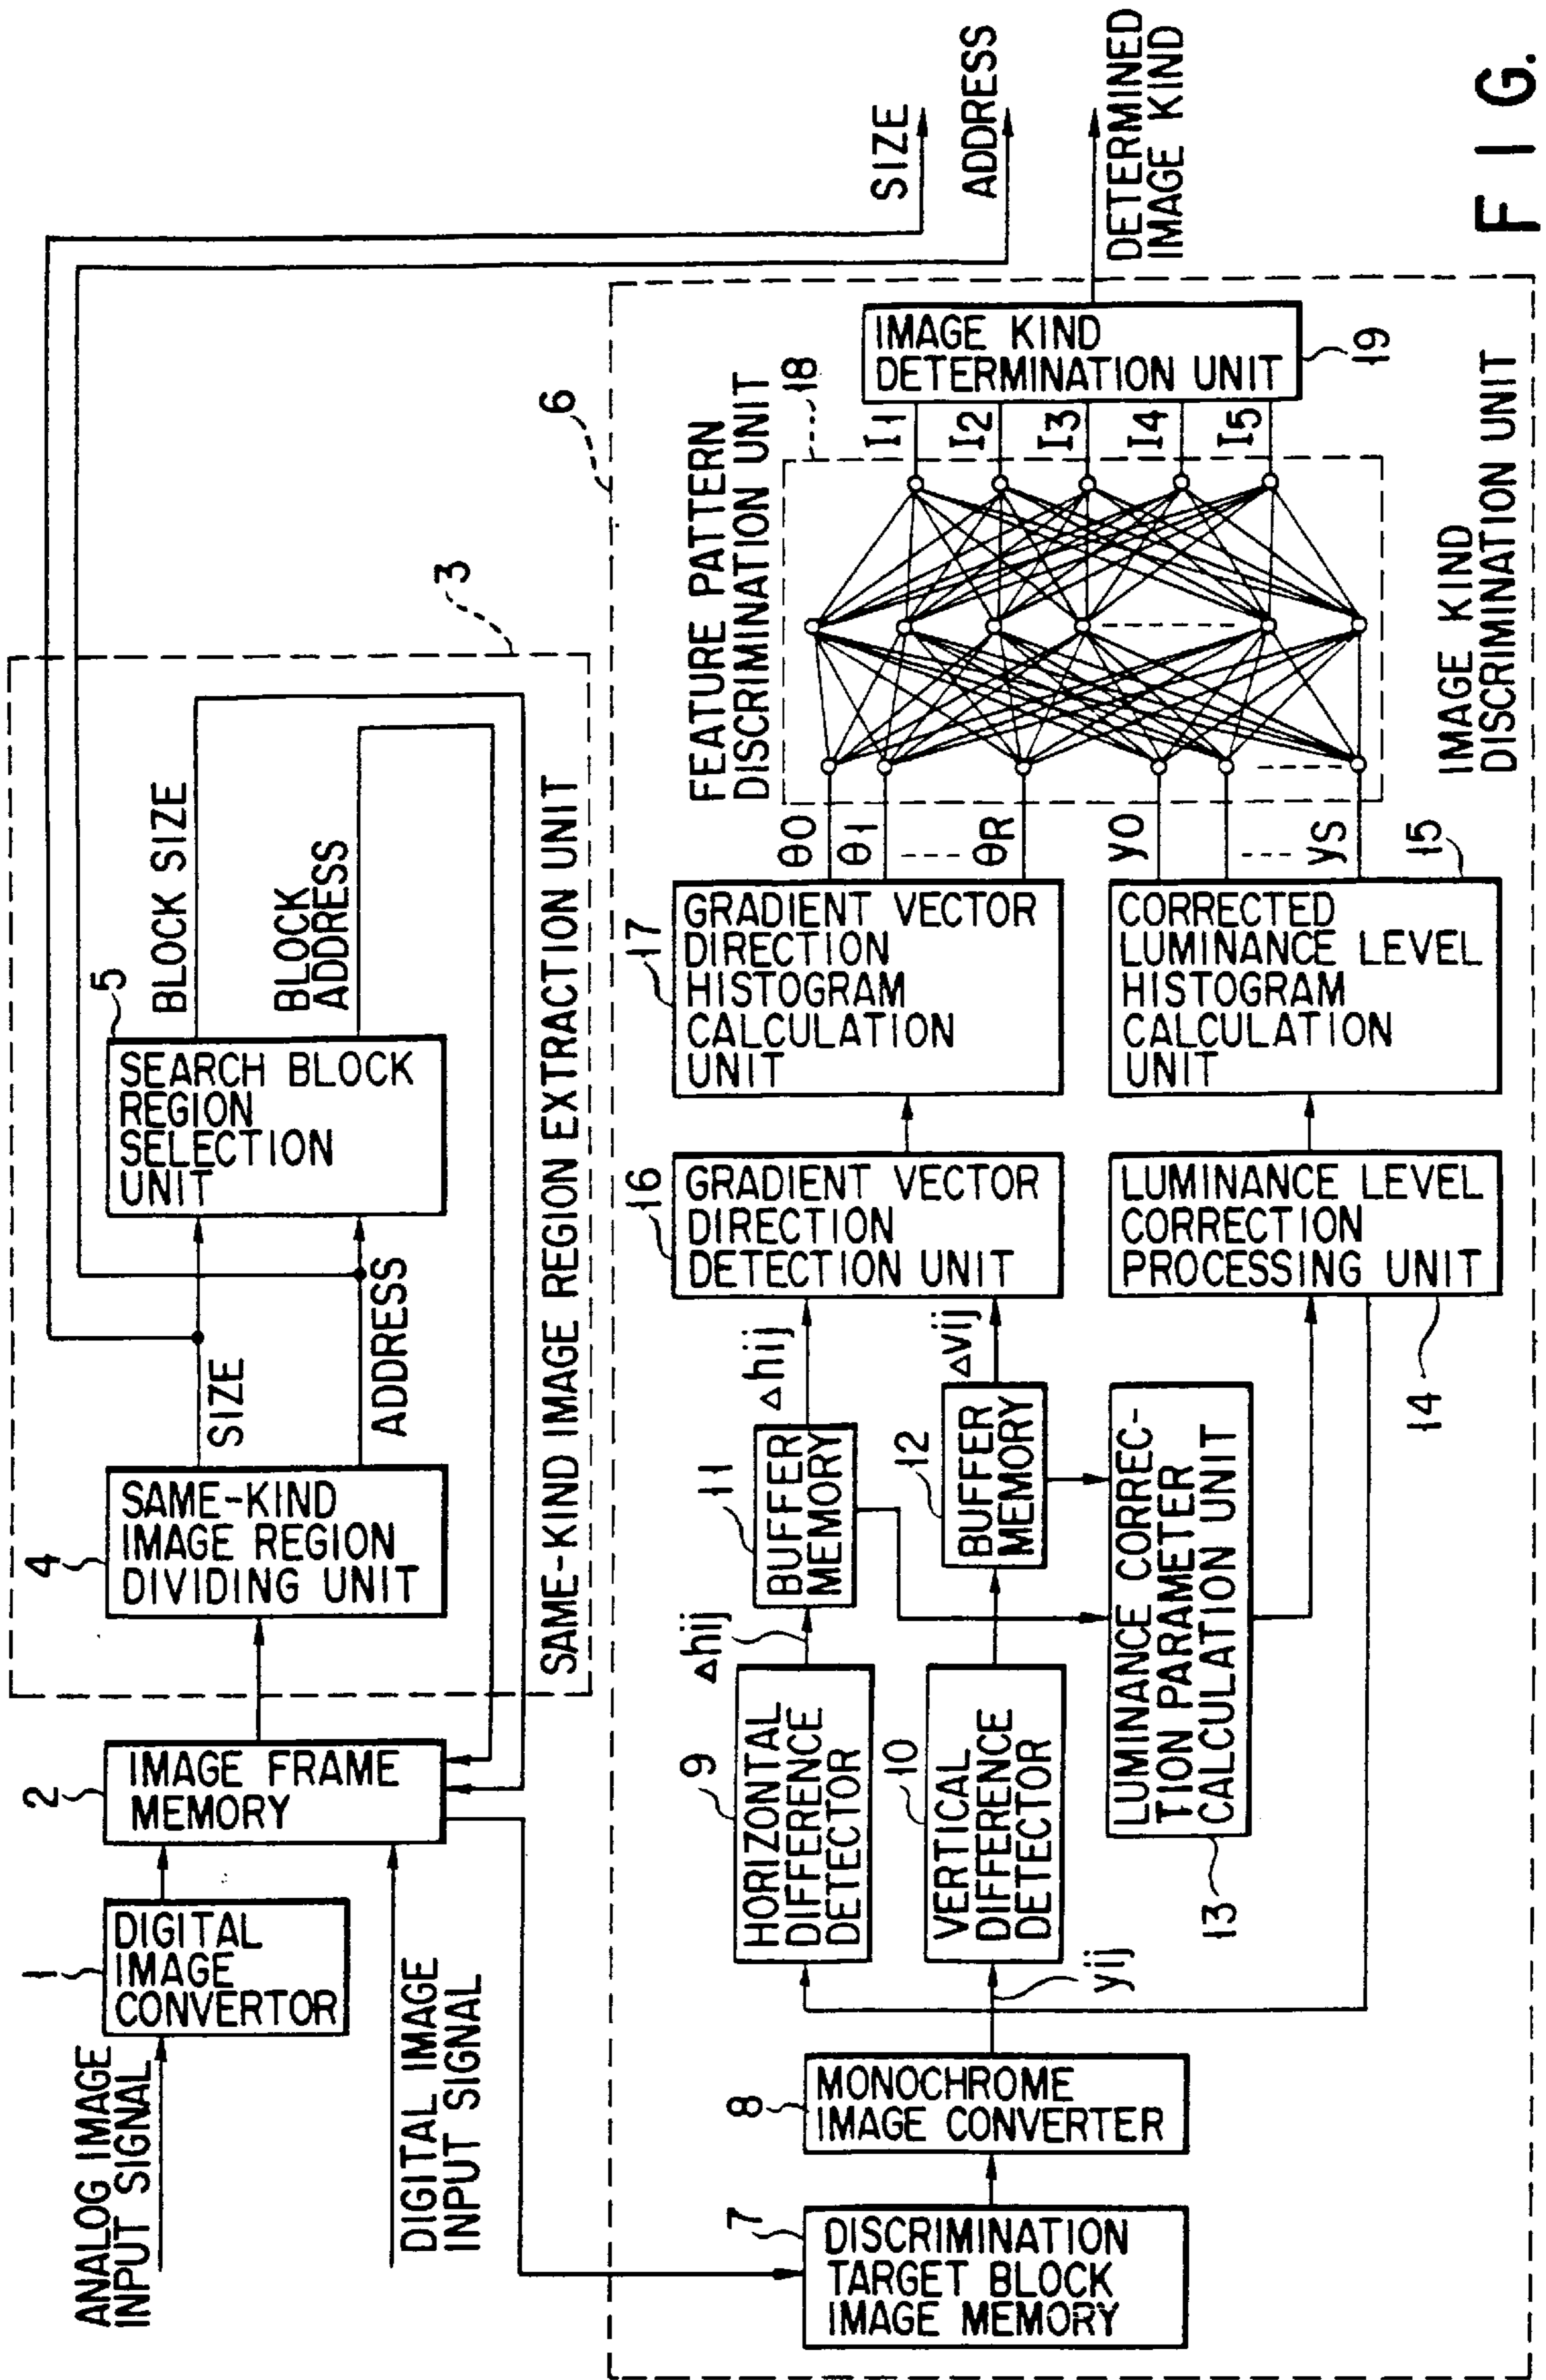 ANALOG IMAGE
INPUT SIGNAL
1
DIGITAL
IMAGE
CONVERTOR
DIGITAL IMAGE
INPUT SIGNAL
2
IMAGE FRAME
MEMORY
3
4
SAME-KIND
IMAGE REGION
DIVIDING UNIT
SIZE
ADDRESS
5
SEARCH BLOCK
REGION
SELECTION
UNIT
BLOCK SIZE
BLOCK
ADDRESS
SAME-KIND IMAGE REGION EXTRACTION UNIT
SIZE
ADDRESS
DETERMINED
IMAGE KIND
6
7
DISCRIMINATION
TARGET BLOCK
IMAGE MEMORY
8
MONOCHROME
IMAGE CONVERTER
yij
9
HORIZONTAL
DIFFERENCE
DETECTOR
10
VERTICAL
DIFFERENCE
DETECTOR
Δhij
11
BUFFER
MEMORY
Δhij
12
BUFFER
MEMORY
Δvij
13
LUMINANCE CORREC-
TION PARAMETER
CALCULATION UNIT
14
LUMINANCE LEVEL
CORRECTION
PROCESSING UNIT
16
GRADIENT VECTOR
DIRECTION
DETECTION UNIT
17
GRADIENT VECTOR
DIRECTION
HISTOGRAM
CALCULATION
UNIT
15
CORRECTED
LUMINANCE LEVEL
HISTOGRAM
CALCULATION
UNIT
θ0
θ1
θR
y0
yS
FEATURE PATTERN
DISCRIMINATION UNIT
18
I1
I2
I3
I4
I5
IMAGE KIND
DETERMINATION UNIT
19
IMAGE KIND
DISCRIMINATION UNIT
FIG.